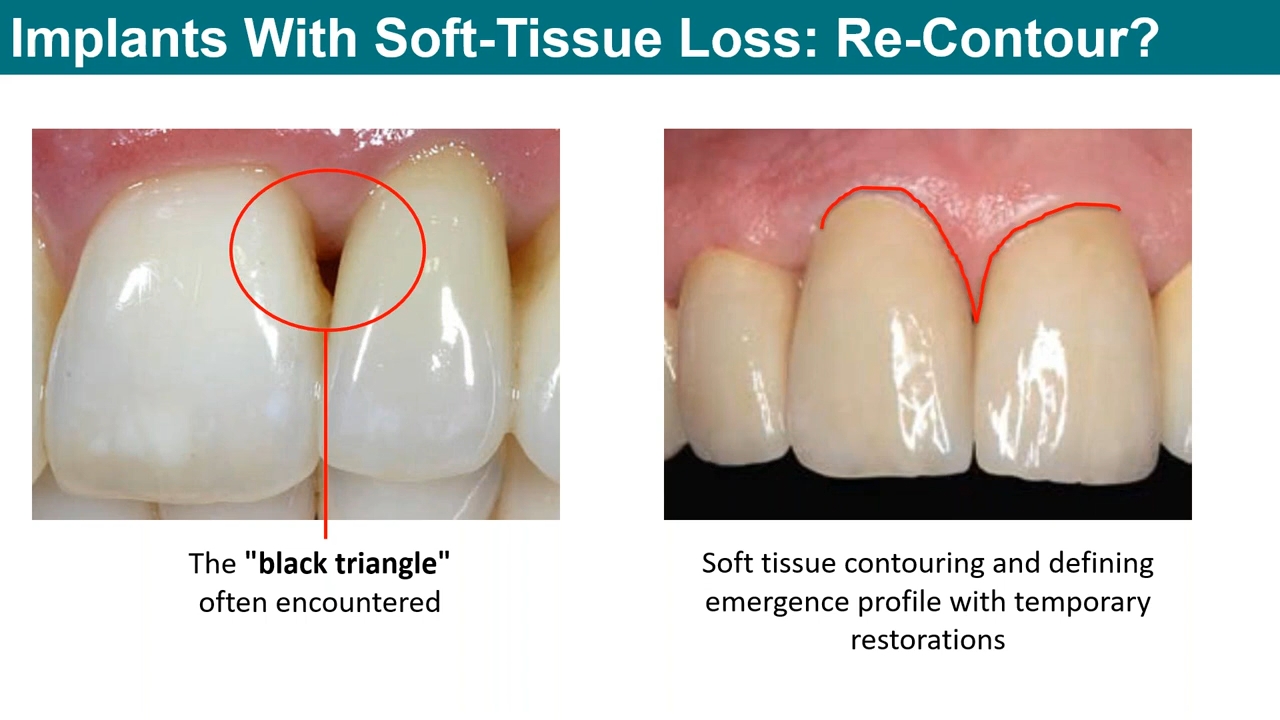 Implants With Soft-Tissue Loss: Re-Contour?
The "black triangle"
often encountered
Soft tissue contouring and defining
emergence profile with temporary
restorations